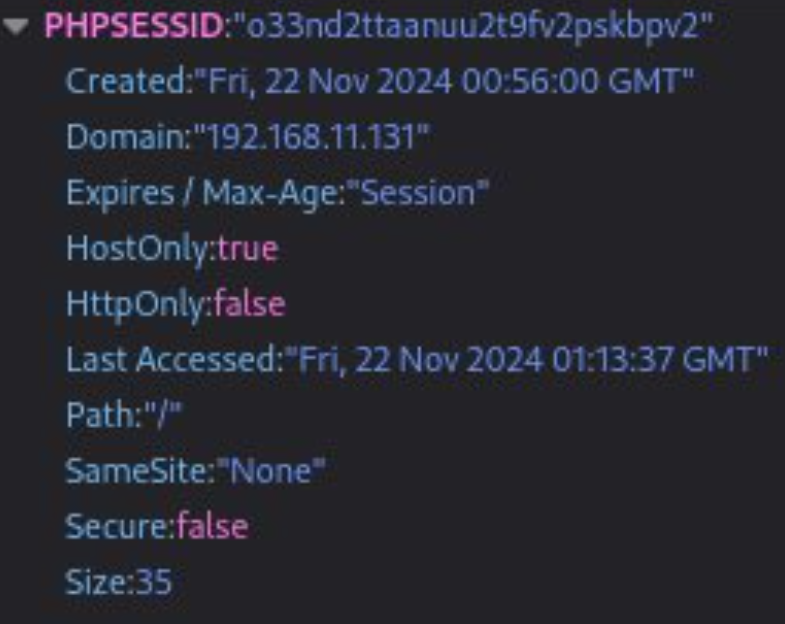 PHPSESSID:"o33nd2ttaanuu2t9fv2pskbpv2"
Created:"Fri, 22 Nov 2024 00:56:00 GMT"
Domain:"192.168.11.131"
Expires / Max-Age:"Session"
HostOnly:true
HttpOnly:false
Last Accessed:"Fri, 22 Nov 2024 01:13:37 GMT"
Path:"/"
SameSite:"None"
Secure:false
Size:35